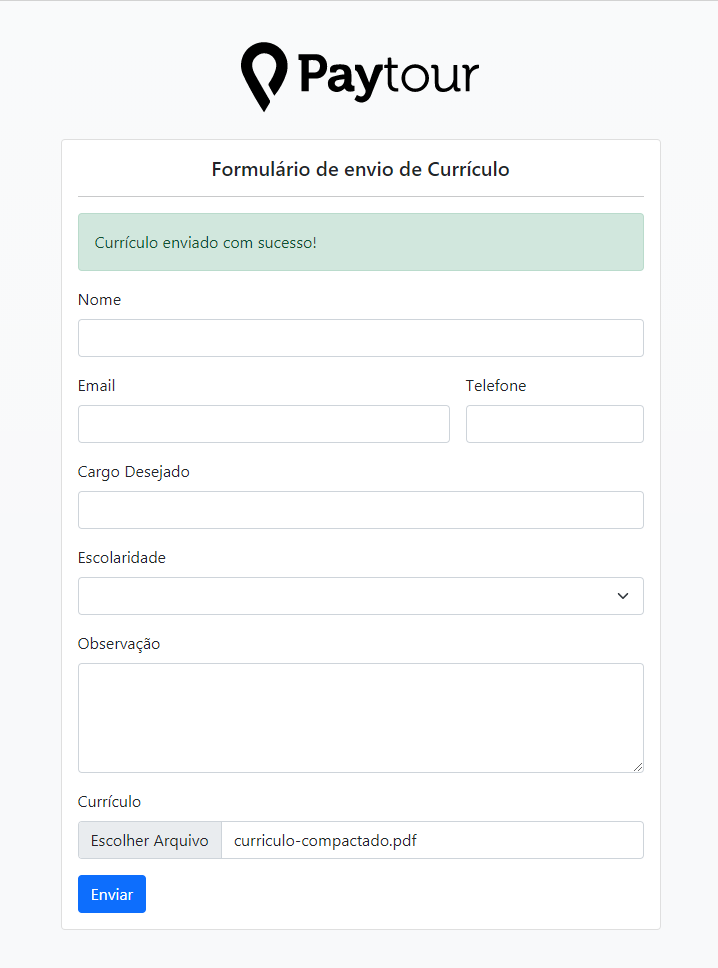 Paytour
Formulário de envio de Currículo
Currículo enviado com sucesso!
Nome
Email Telefone
Cargo Desejado
Escolaridade
Observação
Currículo
Escolher Arquivo curriculo-compactado.pdf
Enviar